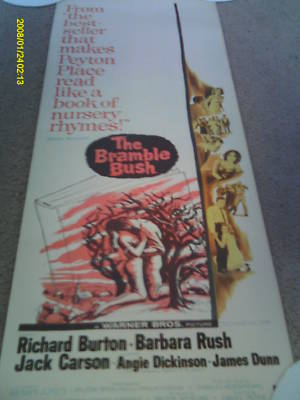 2008/01/24 02:13
From
the best-
seller
that
makes
Peyton
Place
read
like a
book of
nursery
rhymes!"
The
Bramble
Bush
A WARNER BROS. PICTURE
Richard Burton · Barbara Rush
Jack Carson · Angie Dickinson · James Dunn